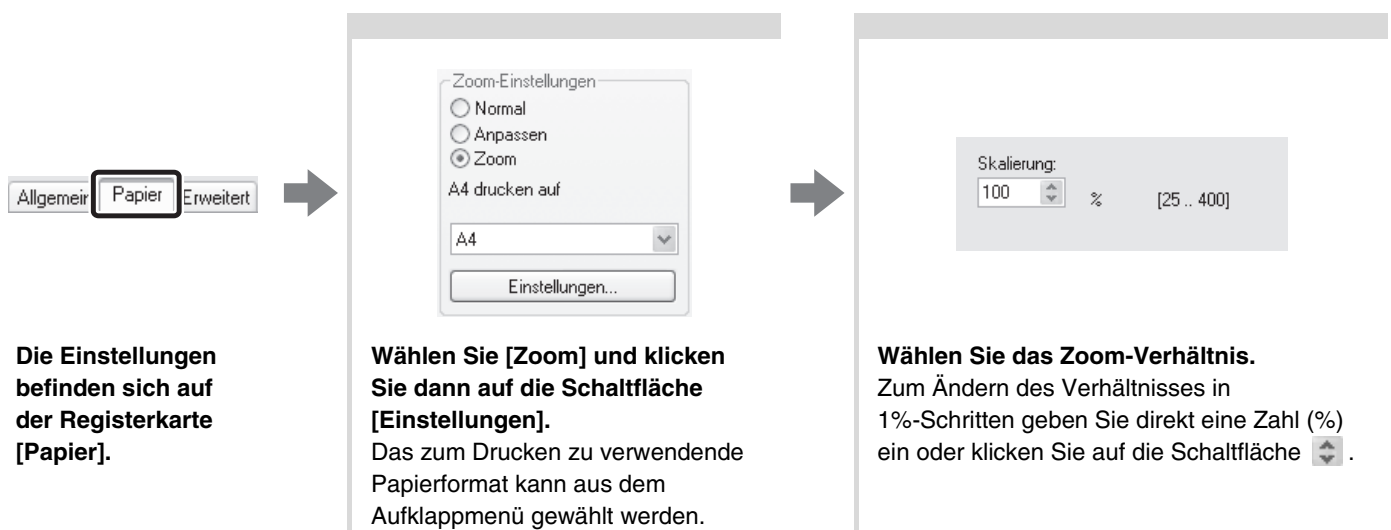 Allgemein Papier Erweitert
Die Einstellungen
befinden sich auf
der Registerkarte
[Papier].
Zoom-Einstellungen
Normal
Anpassen
Zoom
A4 drucken auf
A4
Einstellungen...
Wählen Sie [Zoom] und klicken
Sie dann auf die Schaltfläche
[Einstellungen].
Das zum Drucken zu verwendende
Papierformat kann aus dem
Aufklappmenü gewählt werden.
Skalierung:
100 % [25 .. 400]
Wählen Sie das Zoom-Verhältnis.
Zum Ändern des Verhältnisses in
1%-Schritten geben Sie direkt eine Zahl (%)
ein oder klicken Sie auf die Schaltfläche .